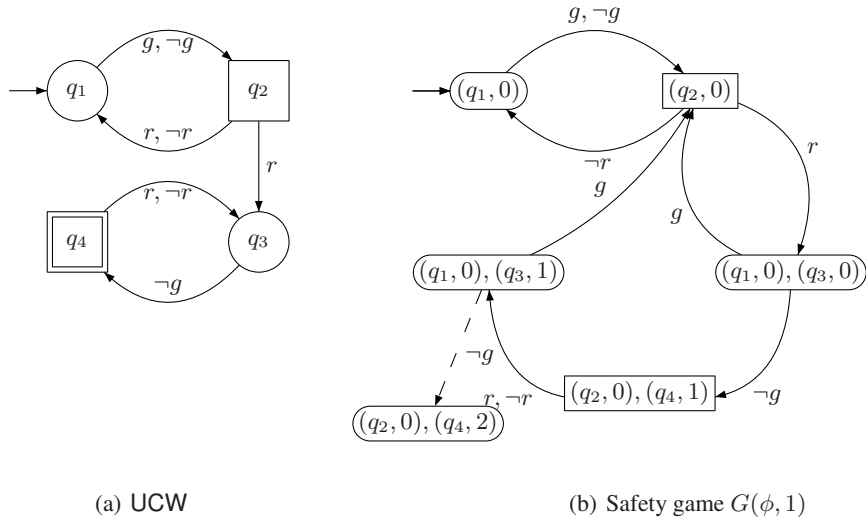 g, ¬g
q₁
q₂
r, ¬r
r
r, ¬r
q₄
q₃
¬g
(a) UCW
g, ¬g
(q₁, 0)
(q₂, 0)
¬r
r
g
g
(q₁, 0), (q₃, 1)
(q₁, 0), (q₃, 0)
¬g
r, ¬r
(q₂, 0), (q₄, 1)
¬g
(q₂, 0), (q₄, 2)
(b) Safety game G(ϕ, 1)